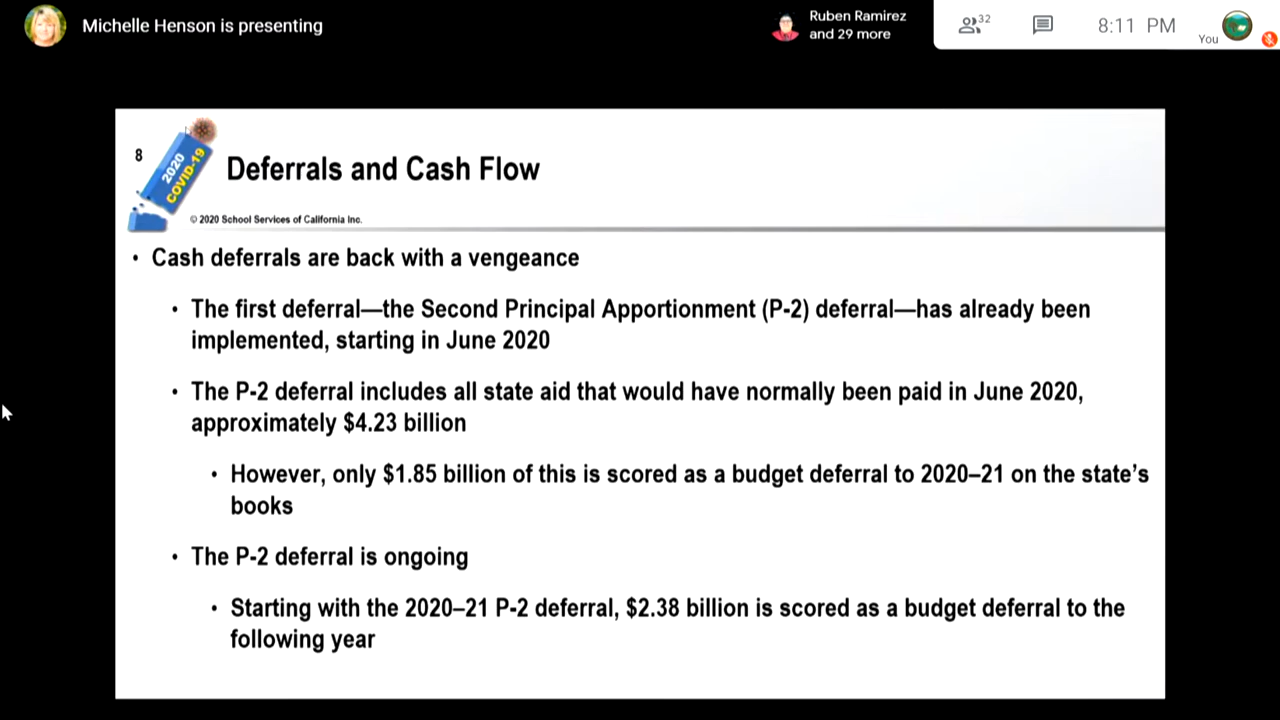 Michelle Henson is presenting
Ruben Ramirez
and 29 more
32
8:11 PM
You
8
2020
COVID-19
Deferrals and Cash Flow
© 2020 School Services of California Inc.
• Cash deferrals are back with a vengeance
• The first deferral—the Second Principal Apportionment (P-2) deferral—has already been
implemented, starting in June 2020
• The P-2 deferral includes all state aid that would have normally been paid in June 2020,
approximately $4.23 billion
• However, only $1.85 billion of this is scored as a budget deferral to 2020–21 on the state’s
books
• The P-2 deferral is ongoing
• Starting with the 2020–21 P-2 deferral, $2.38 billion is scored as a budget deferral to the
following year